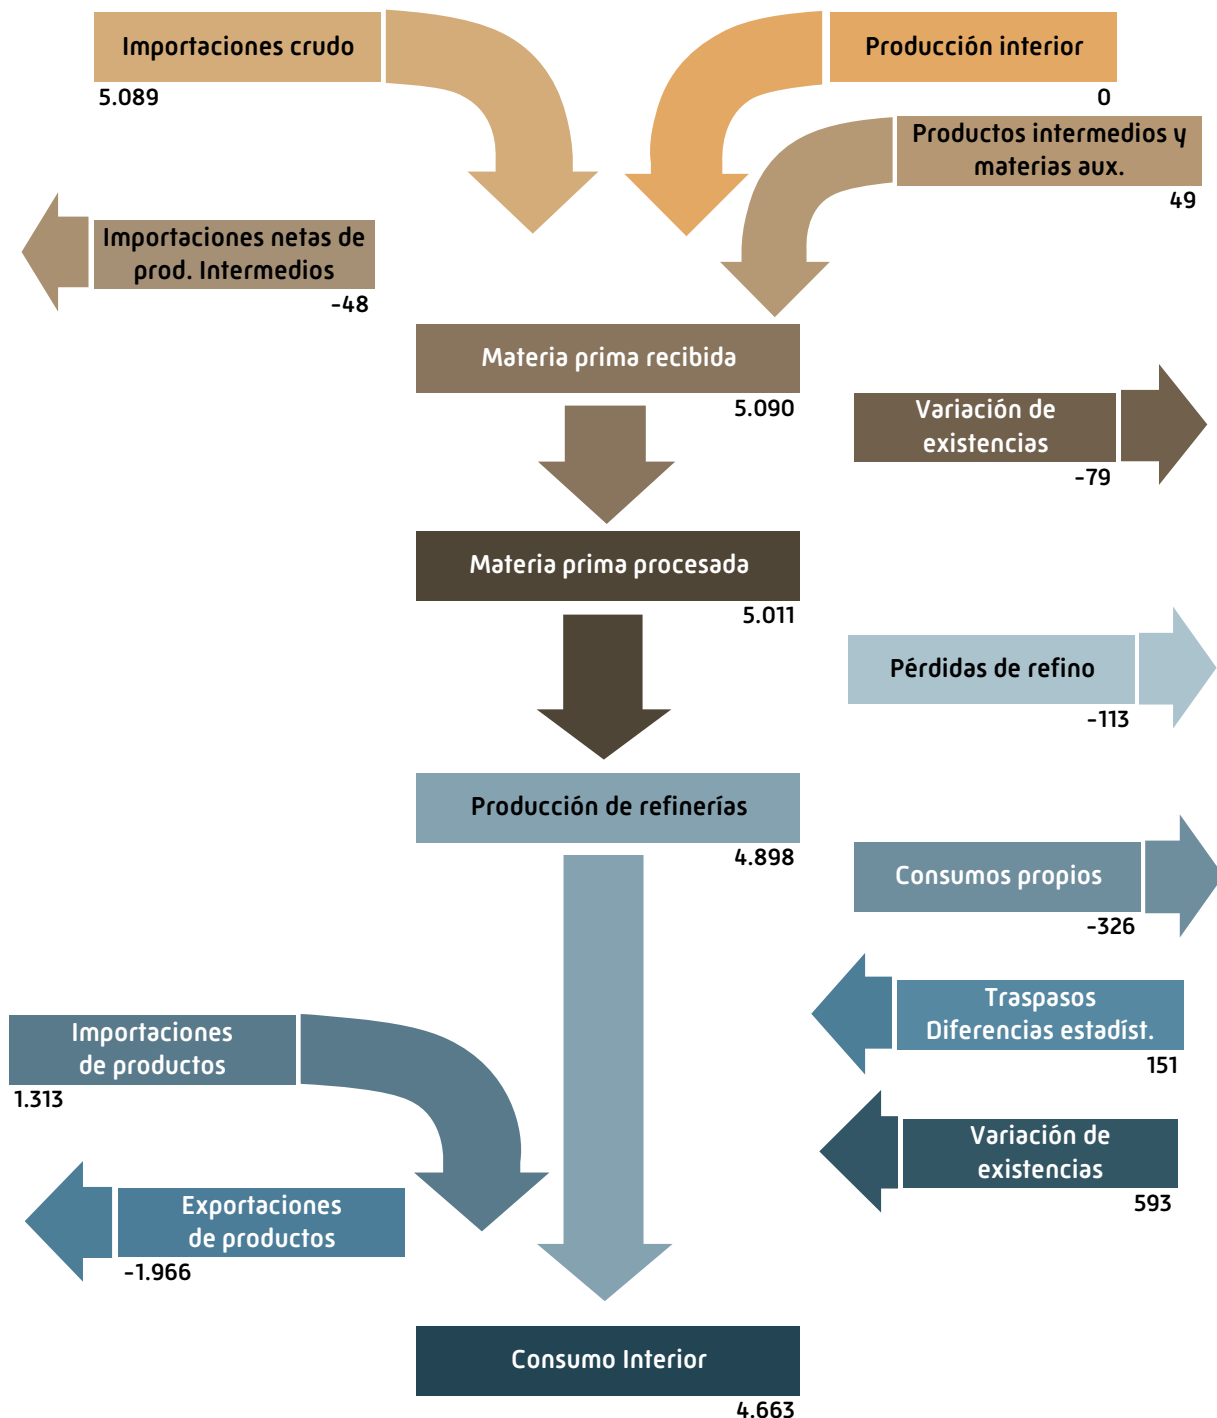 Importaciones crudo
5.089
Producción interior
0
Productos intermedios y
materias aux.
49
Importaciones netas de
prod. Intermedios
-48
Materia prima recibida
5.090
Variación de
existencias
-79
Materia prima procesada
5.011
Pérdidas de refino
-113
Producción de refinerías
4.898
Consumos propios
-326
Traspasos
Diferencias estadíst.
151
Importaciones
de productos
1.313
Variación de
existencias
593
Exportaciones
de productos
-1.966
Consumo Interior
4.663